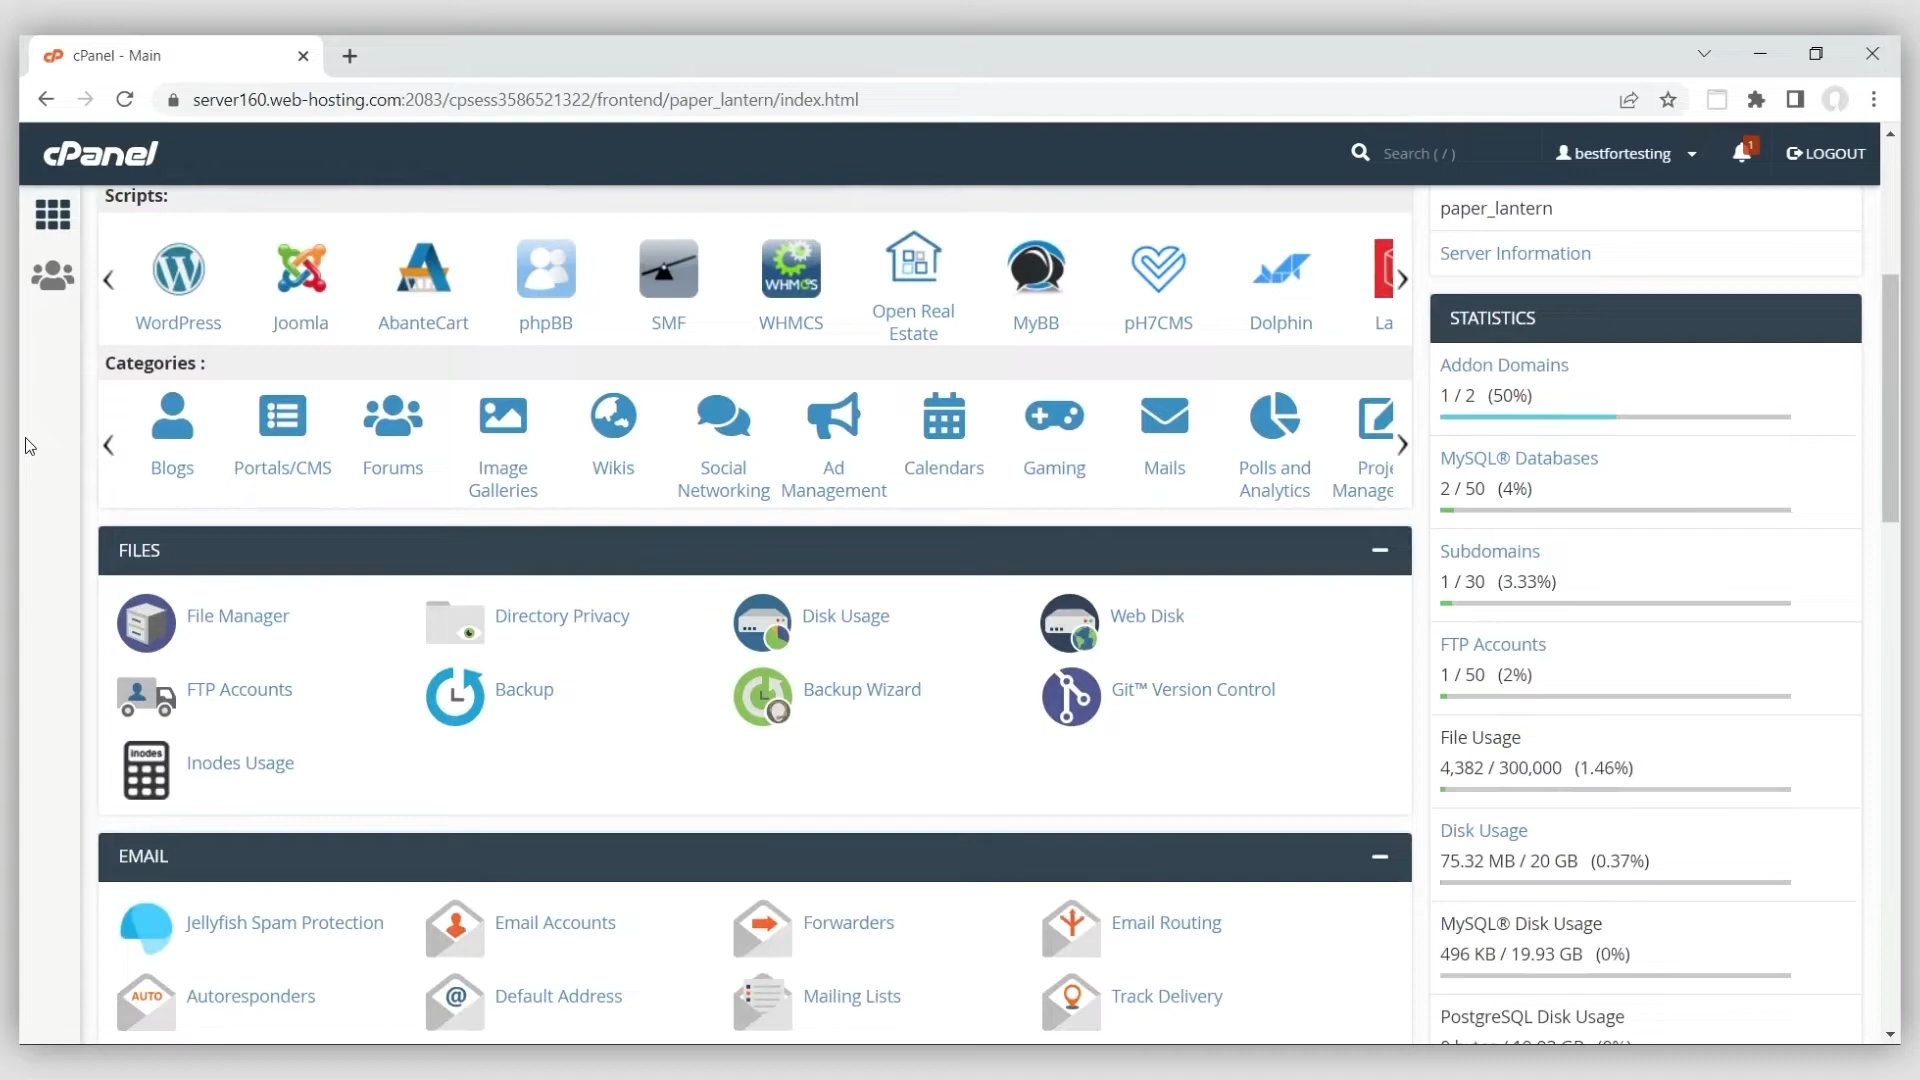 cPanel - Main
server160.web-hosting.com:2083/cpsess3586521322/frontend/paper_lantern/index.html
cPanel
Search ( / )
bestfortesting
1
LOGOUT
Scripts:
WordPress
Joomla
AbanteCart
phpBB
SMF
WHMCS
WHMCS
Open Real
Estate
MyBB
pH7CMS
Dolphin
La
Categories :
Blogs
Portals/CMS
Forums
Image
Galleries
Wikis
Social
Networking
Ad
Management
Calendars
Gaming
Mails
Polls and
Analytics
Proje
Manage
FILES
File Manager
Directory Privacy
Disk Usage
Web Disk
FTP Accounts
Backup
Backup Wizard
Git™ Version Control
inodes
Inodes Usage
EMAIL
Jellyfish Spam Protection
Email Accounts
Forwarders
Email Routing
AUTO
Autoresponders
@
Default Address
Mailing Lists
Track Delivery
paper_lantern
Server Information
STATISTICS
Addon Domains
1 / 2 (50%)
MySQL® Databases
2 / 50 (4%)
Subdomains
1 / 30 (3.33%)
FTP Accounts
1 / 50 (2%)
File Usage
4,382 / 300,000 (1.46%)
Disk Usage
75.32 MB / 20 GB (0.37%)
MySQL® Disk Usage
496 KB / 19.93 GB (0%)
PostgreSQL Disk Usage